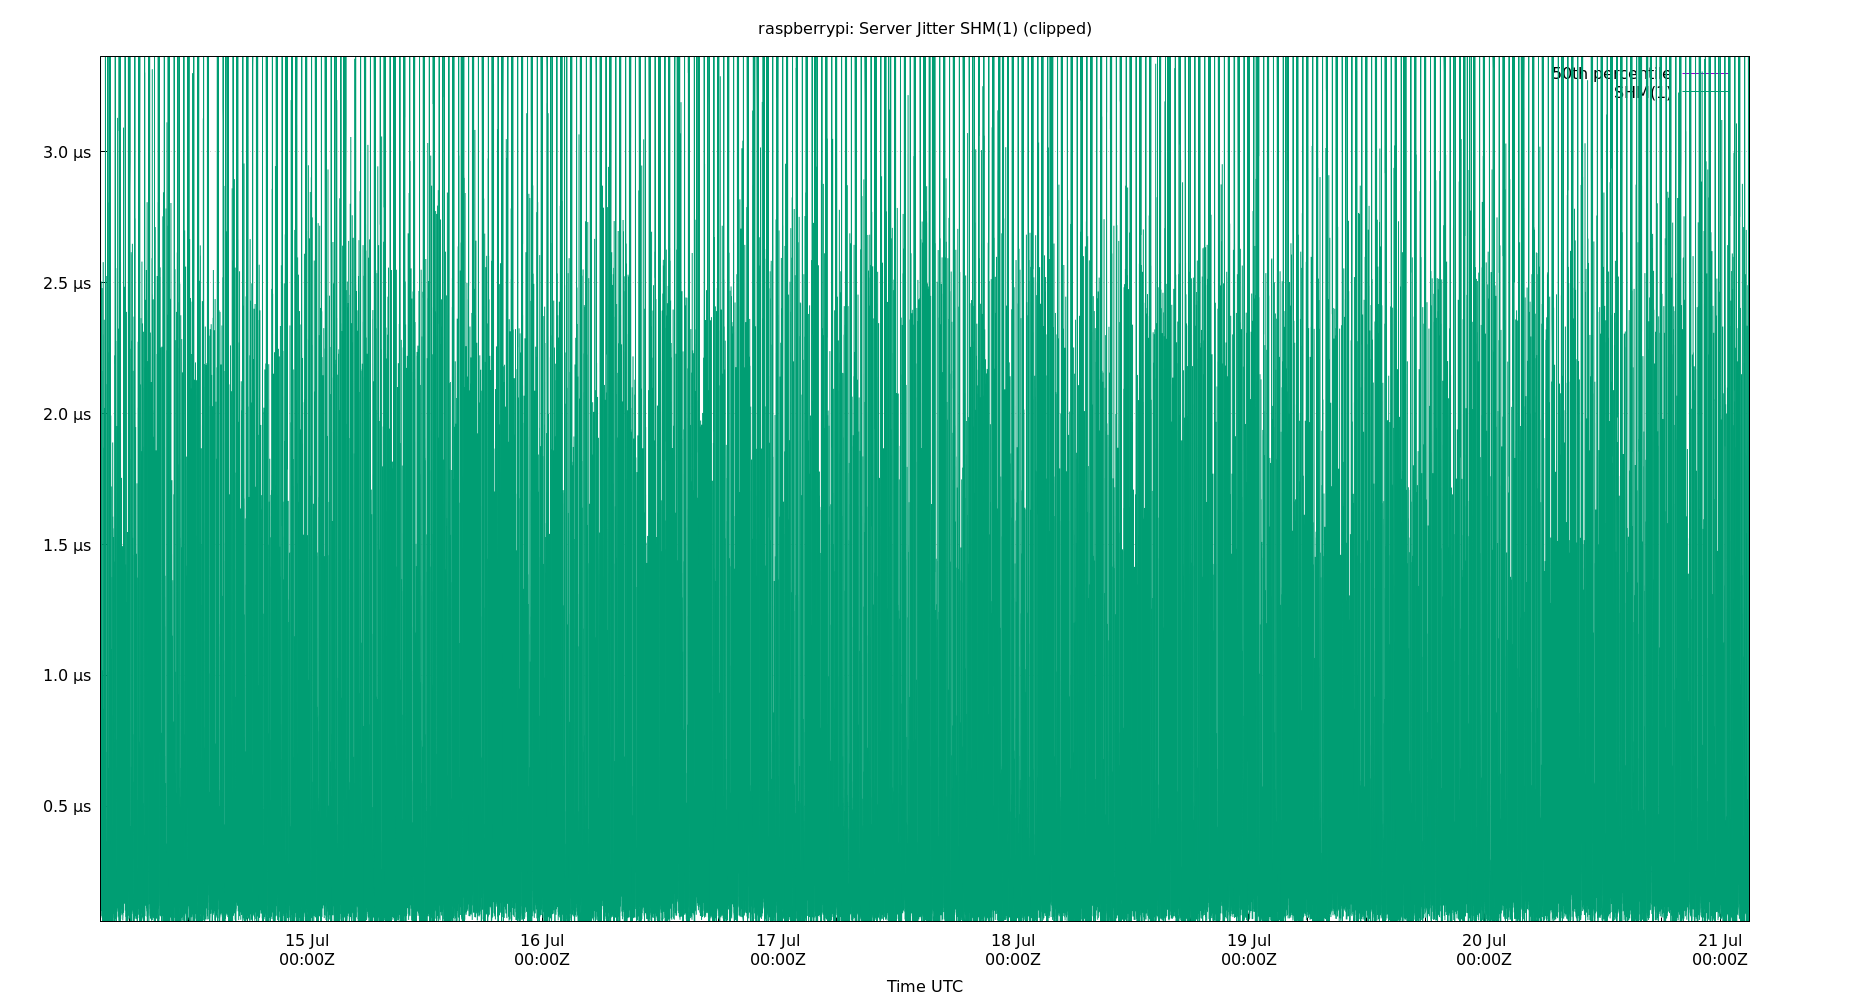 raspberrypi: Server Jitter SHM(1) (clipped)
50th percentile
SHM(1)
3.0 µs
2.5 µs
2.0 µs
1.5 µs
1.0 µs
0.5 µs
15 Jul 16 Jul 17 Jul 18 Jul 19 Jul 20 Jul 21 Jul
00:00Z 00:00Z 00:00Z 00:00Z 00:00Z 00:00Z 00:00Z
Time UTC